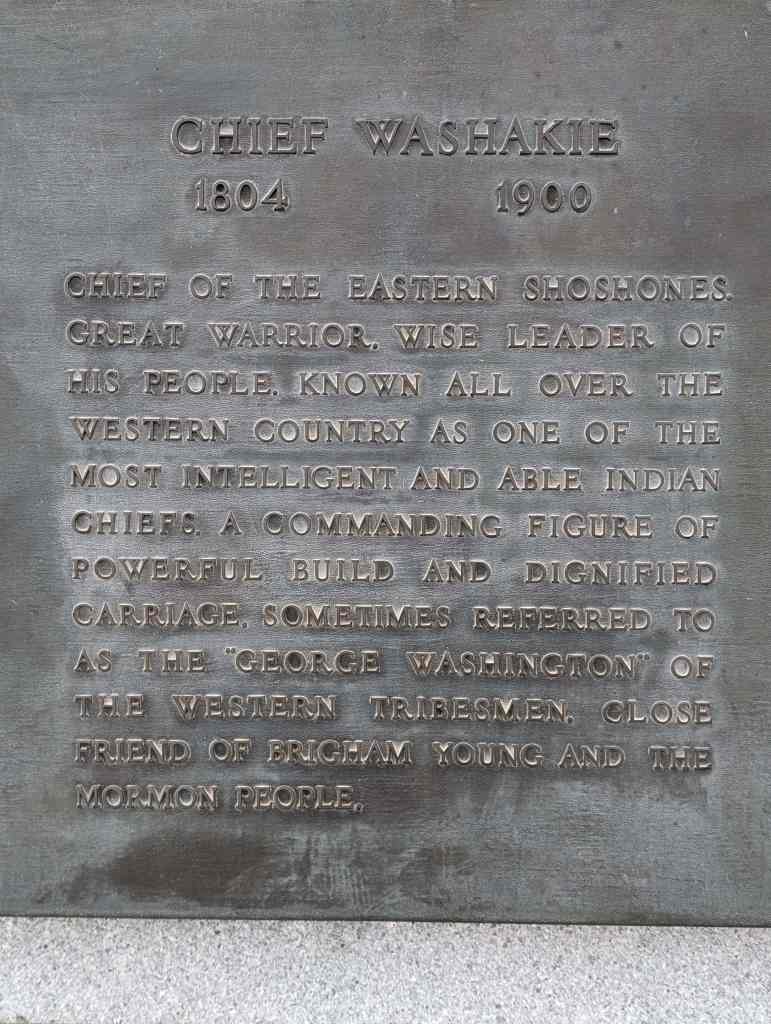 CHIEF WASHAKIE
1804 1900
CHIEF OF THE EASTERN SHOSHONES.
GREAT WARRIOR. WISE LEADER OF
HIS PEOPLE. KNOWN ALL OVER THE
WESTERN COUNTRY AS ONE OF THE
MOST INTELLIGENT AND ABLE INDIAN
CHIEFS. A COMMANDING FIGURE OF
POWERFUL BUILD AND DIGNIFIED
CARRIAGE. SOMETIMES REFERRED TO
AS THE "GEORGE WASHINGTON" OF
THE WESTERN TRIBESMEN. CLOSE
FRIEND OF BRIGHAM YOUNG AND THE
MORMON PEOPLE.